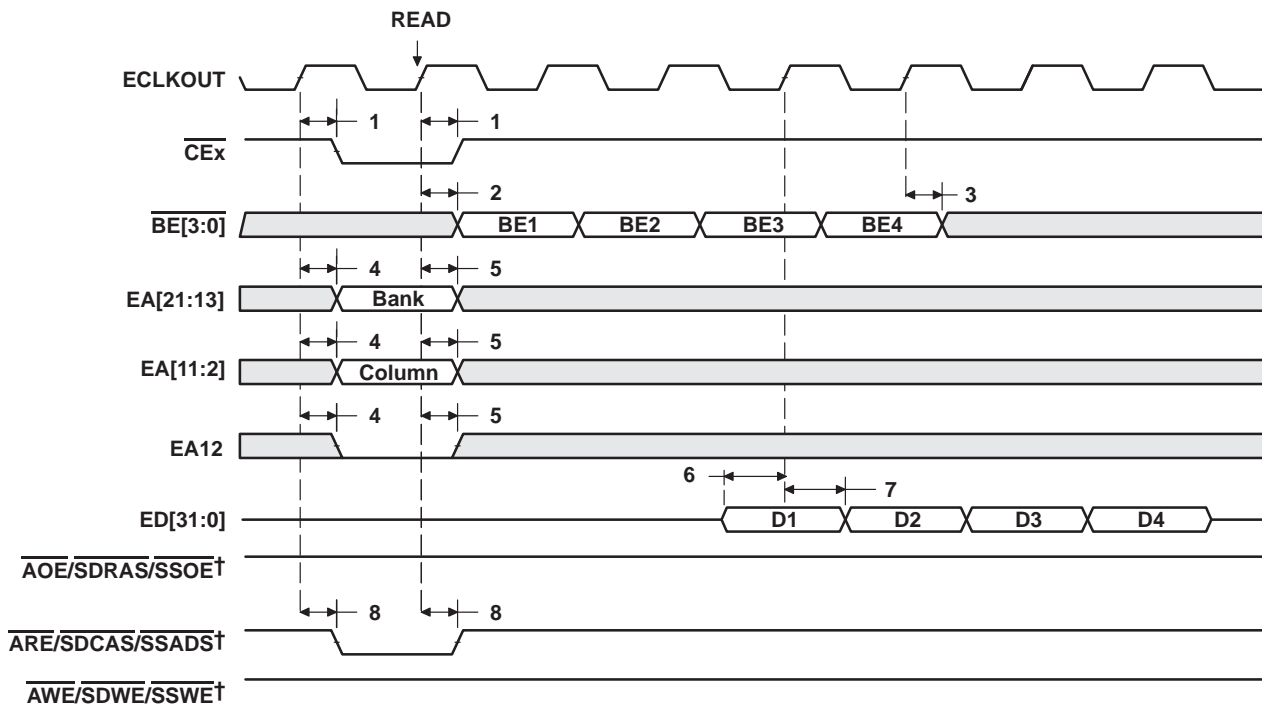 READ
ECLKOUT
1 1
CEx
2 3
BE[3:0] BE1 BE2 BE3 BE4
4 5
EA[21:13] Bank
4 5
EA[11:2] Column
4 5
EA12
6 7
ED[31:0] D1 D2 D3 D4
AOE/SDRAS/SSOE†
8 8
ARE/SDCAS/SSADS†
AWE/SDWE/SSWE†